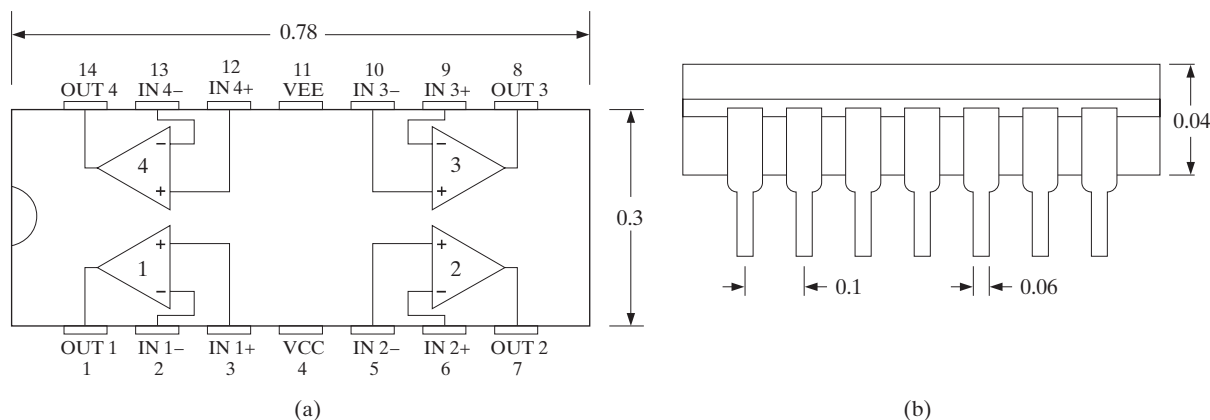 0.78
14 13 12 11 10 9 8
OUT 4 IN 4− IN 4+ VEE IN 3− IN 3+ OUT 3
− −
4 3
+ +
0.3
+ +
1 2
− −
OUT 1 IN 1− IN 1+ VCC IN 2− IN 2+ OUT 2
1 2 3 4 5 6 7
(a)
0.04
0.1 0.06
(b)